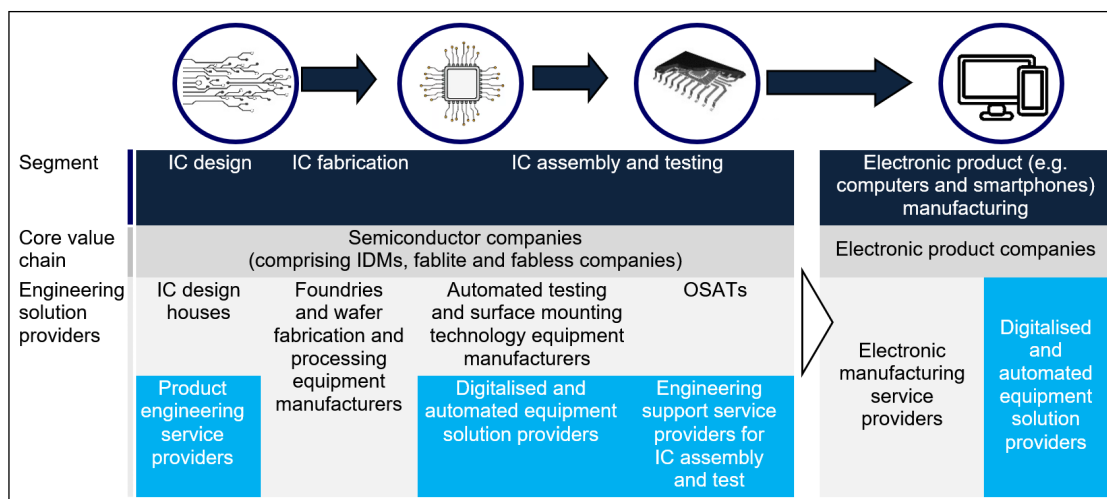 Segment
IC design
IC fabrication
IC assembly and testing
Electronic product (e.g.
computers and smartphones)
manufacturing
Core value
chain
Semiconductor companies
(comprising IDMs, fablite and fabless companies)
Electronic product companies
Engineering
solution
providers
IC design
houses
Foundries
and wafer
fabrication and
processing
equipment
manufacturers
Automated testing
and surface mounting
technology equipment
manufacturers
OSATs
Product
engineering
service
providers
Digitalised and
automated equipment
solution providers
Engineering
support service
providers for
IC assembly
and test
Electronic
manufacturing
service
providers
Digitalised and
automated
equipment
solution
providers